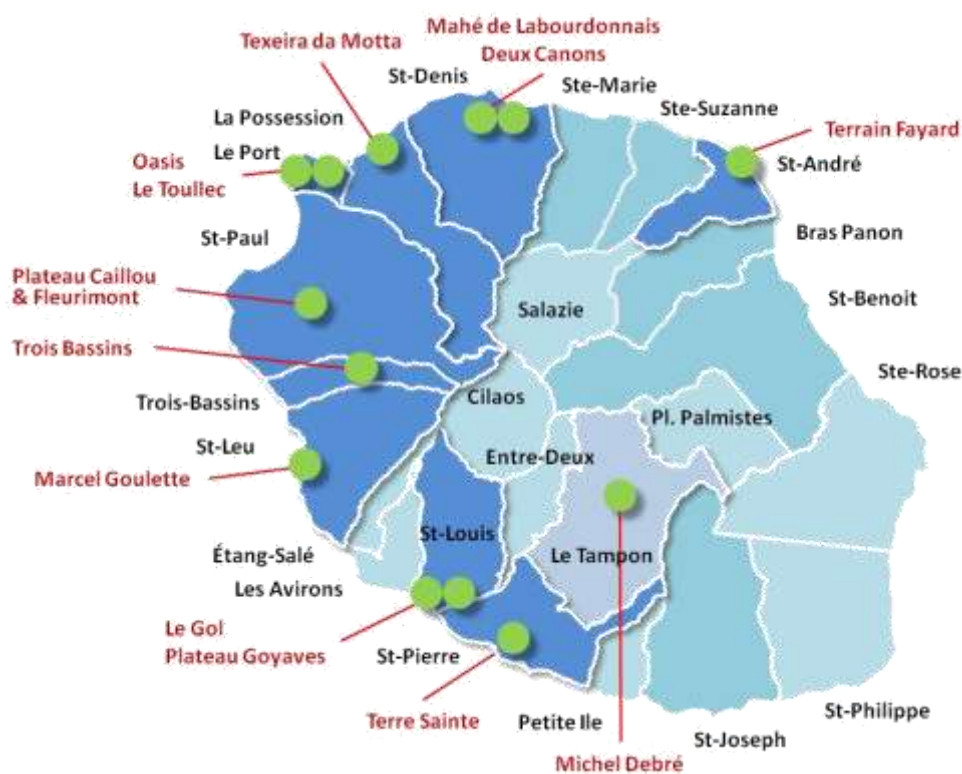 Mahé de Labourdonnais
Deux Canons
Texeira da Motta
St-Denis
Ste-Marie
Ste-Suzanne
La Possession
Terrain Fayard
Oasis
Le Toullec
Le Port
St-André
St-Paul
Bras Panon
Plateau Caillou
& Fleurimont
Salazie
St-Benoit
Trois Bassins
Ste-Rose
Trois-Bassins
Cilaos
Pl. Palmistes
St-Leu
Entre-Deux
Marcel Goulette
St-Louis
Étang-Salé
Le Tampon
Les Avirons
Le Gol
Plateau Goyaves
St-Pierre
Terre Sainte
Petite Ile
St-Philippe
St-Joseph
Michel Debré